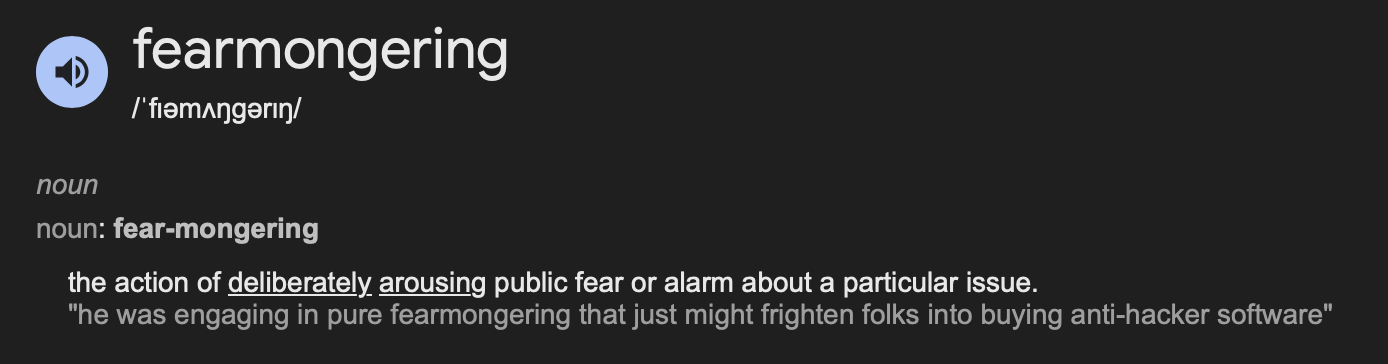 fearmongering
/ˈfɪəmʌŋɡərɪŋ/
noun
noun: fear-mongering
the action of deliberately arousing public fear or alarm about a particular issue.
"he was engaging in pure fearmongering that just might frighten folks into buying anti-hacker software"